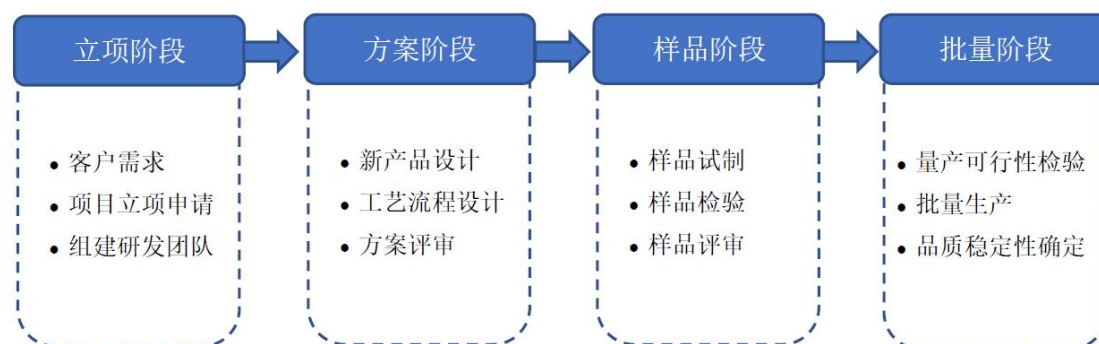 立项阶段
客户需求
项目立项申请
组建研发团队
方案阶段
新产品设计
工艺流程设计
方案评审
样品阶段
样品试制
样品检验
样品评审
批量阶段
量产可行性检验
批量生产
品质稳定性确定